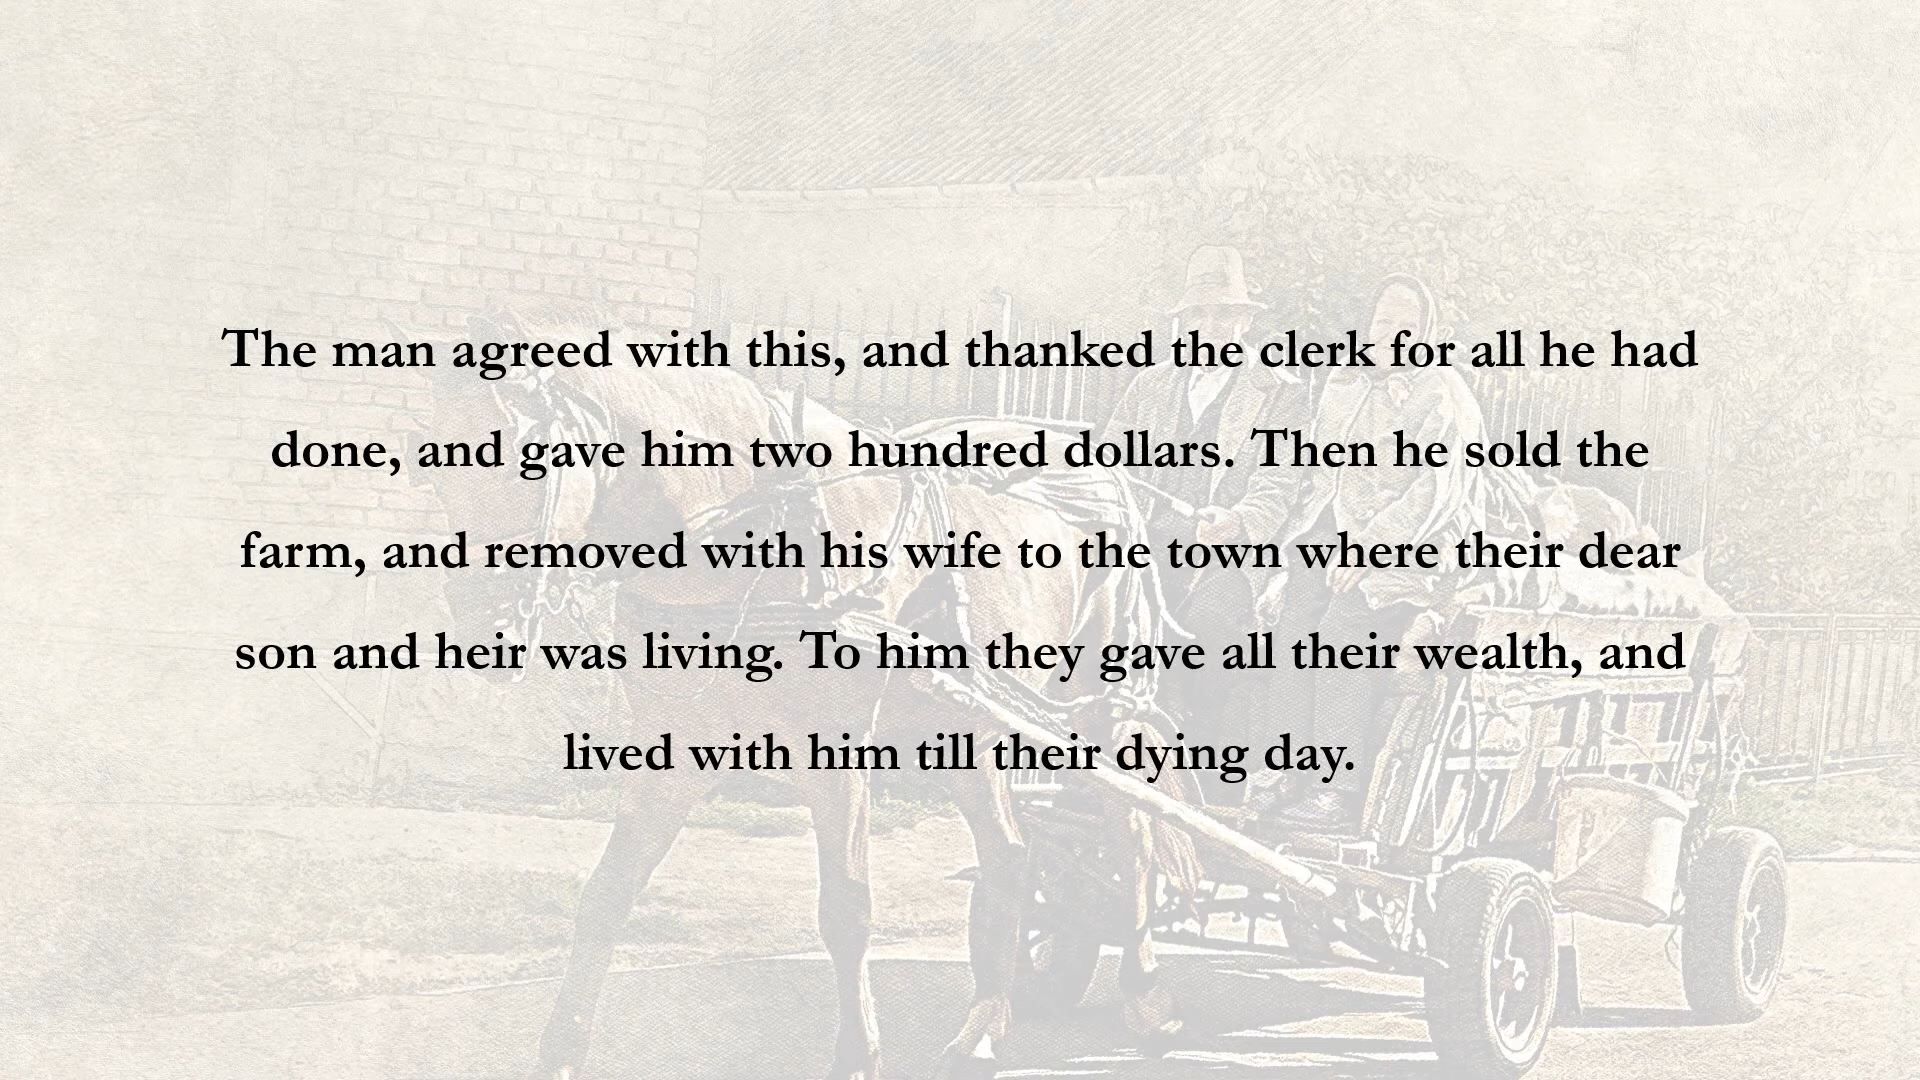 The man agreed with this, and thanked the clerk for all he had
done, and gave him two hundred dollars. Then he sold the
farm, and removed with his wife to the town where their dear
son and heir was living. To him they gave all their wealth, and
lived with him till their dying day.